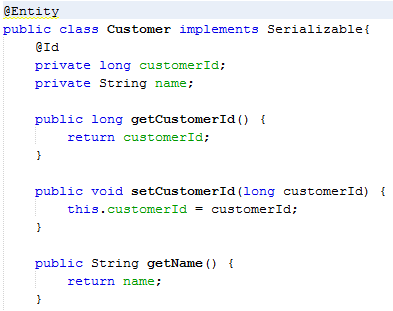 @Entity
public class Customer implements Serializable{
    @Id
    private long customerId;
    private String name;

    public long getCustomerId() {
        return customerId;
    }

    public void setCustomerId(long customerId) {
        this.customerId = customerId;
    }

    public String getName() {
        return name;
    }